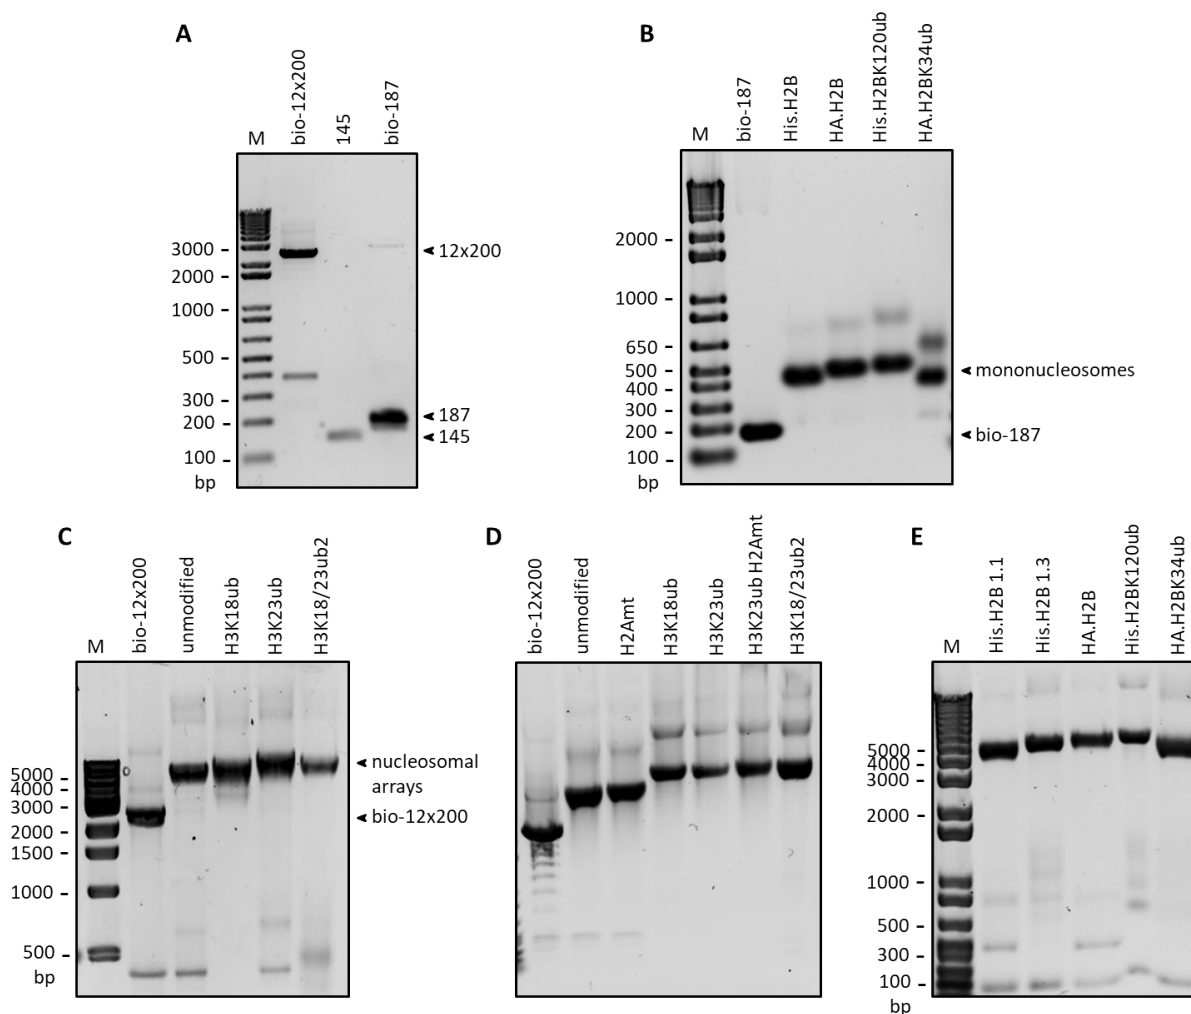 A
M
bio-12x200
145
bio-187
3000
2000
1000
500
300
200
100
bp
12x200
187
145
B
M
bio-187
His.H2B
HA.H2B
His.H2BK120ub
HA.H2BK34ub
2000
1000
650
500
400
300
200
100
bp
mononucleosomes
bio-187
C
M
bio-12x200
unmodified
H3K18ub
H3K23ub
H3K18/23ub2
5000
4000
3000
2000
1500
1000
500
bp
nucleosomal
arrays
bio-12x200
D
bio-12x200
unmodified
H2Amt
H3K18ub
H3K23ub
H3K23ub H2Amt
H3K18/23ub2
E
M
His.H2B 1.1
His.H2B 1.3
HA.H2B
His.H2BK120ub
HA.H2BK34ub
5000
4000
3000
2000
1000
500
300
100
bp